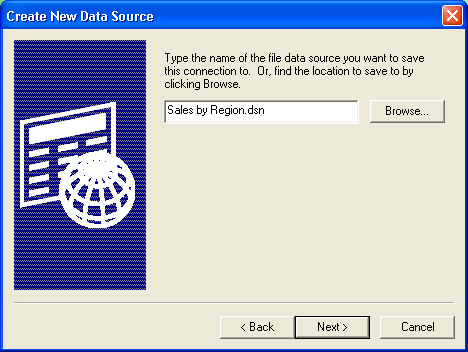 Create New Data Source
Type the name of the file data source you want to save
this connection to.  Or, find the location to save to by
clicking Browse.
Sales by Region.dsn
Browse...
< Back
Next >
Cancel